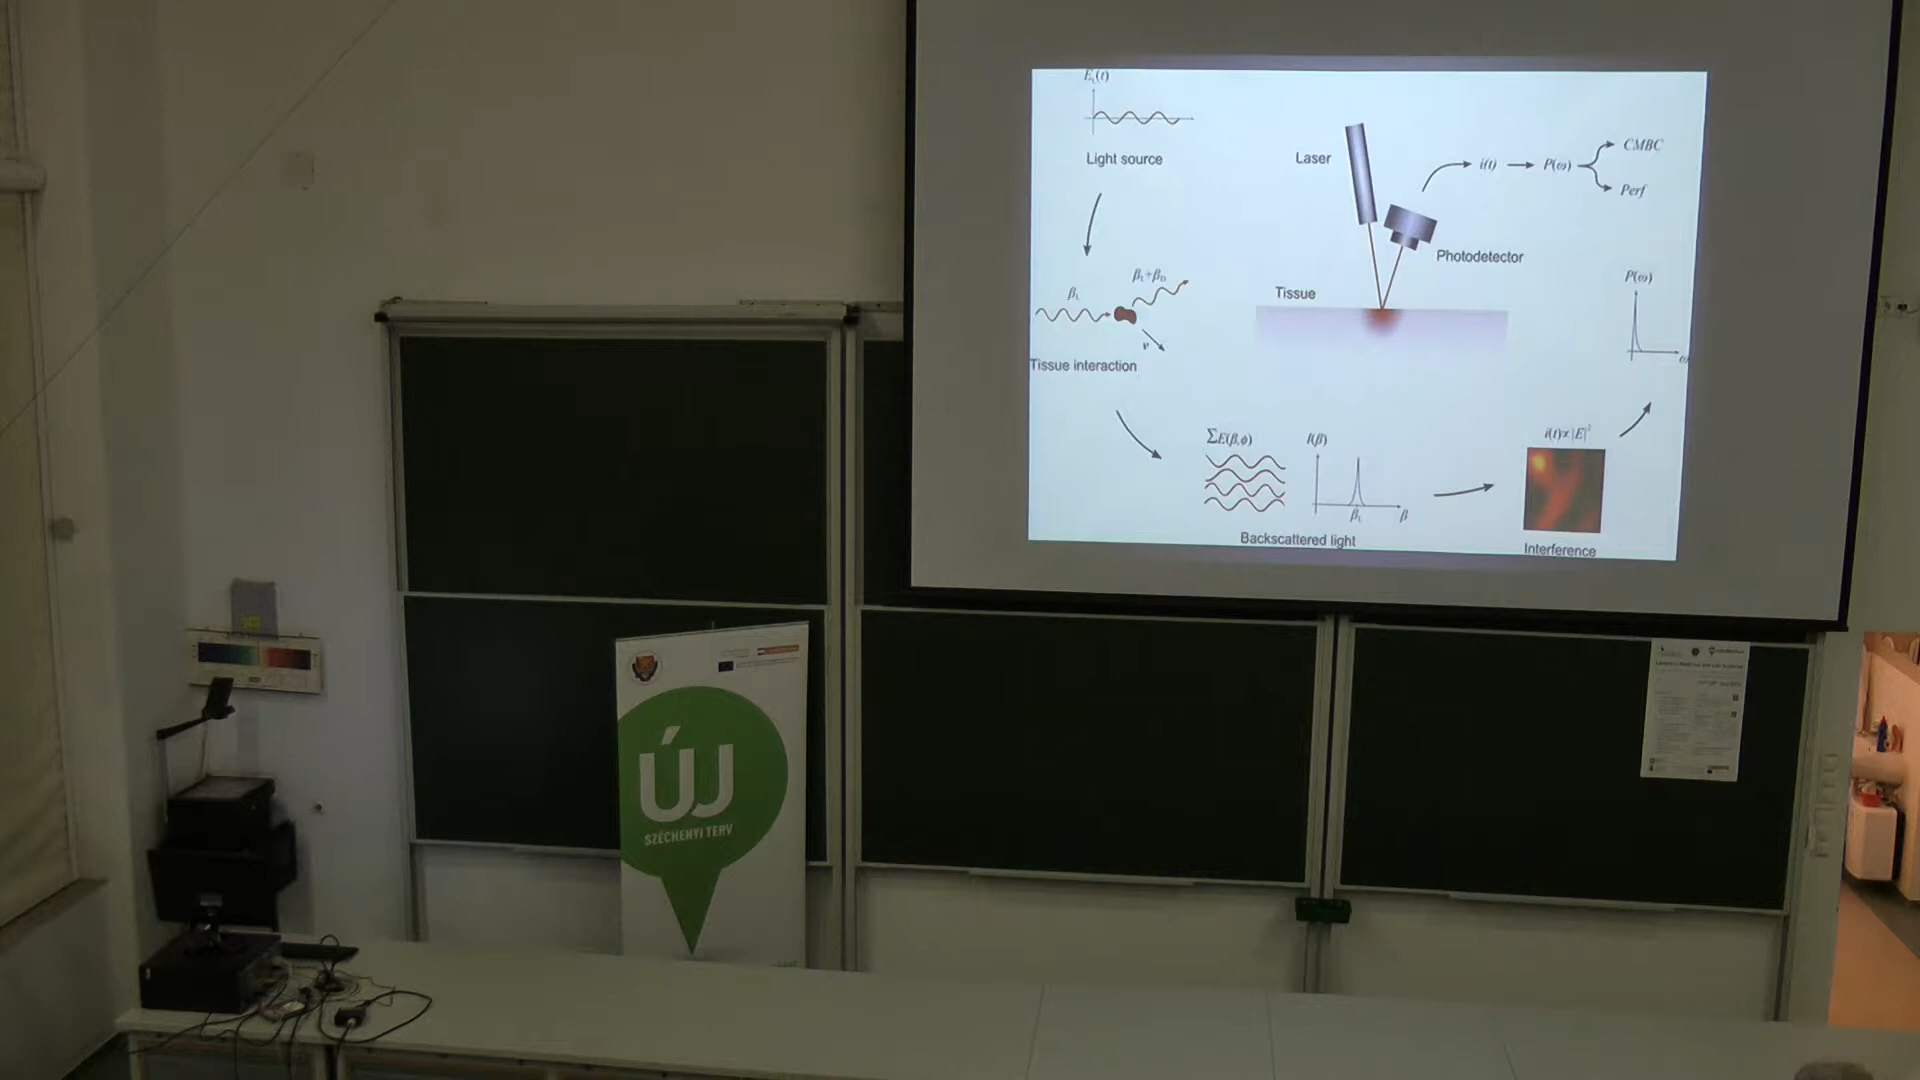 E_L(t)
Light source
Laser
i(t)
P(ω)
CMBC
Perf
Photodetector
β_L
β_L+β_D
v
Tissue interaction
Tissue
P(ω)
ω
ΣE(β,φ)
I(β)
β_L
β
Backscattered light
i(t)∝|E|²
Interference
ÚJ
SZÉCHENYI TERV